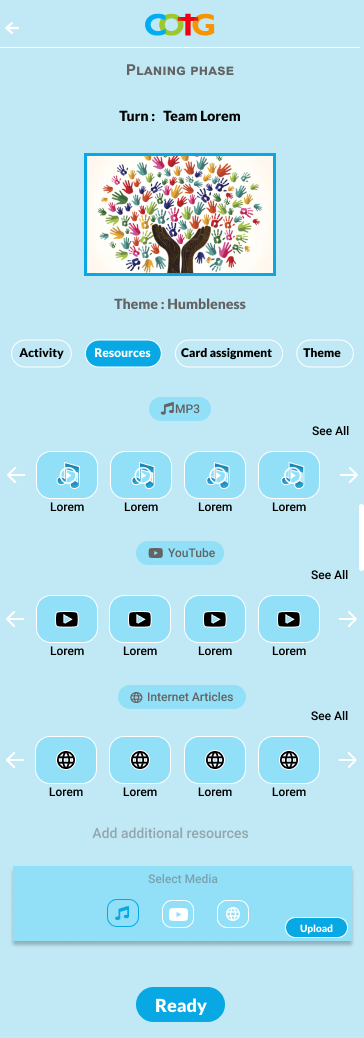 COTG
Planing phase
Turn : Team Lorem
Theme : Humbleness
Activity Resources Card assignment Theme
MP3
See All
Lorem Lorem Lorem Lorem
YouTube
See All
Lorem Lorem Lorem Lorem
Internet Articles
See All
Lorem Lorem Lorem Lorem
Add additional resources
Select Media
Upload
Ready